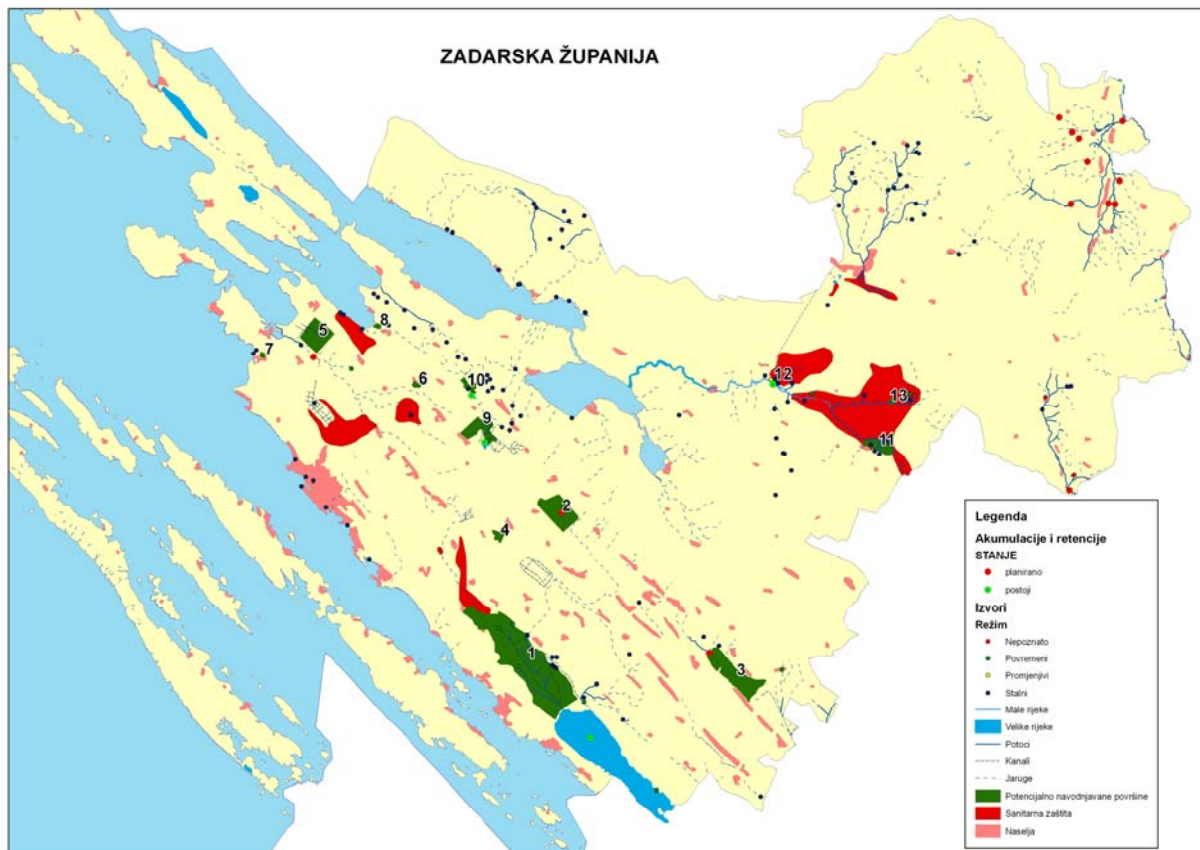 ZADARSKA ŽUPANIJA
5
8
7
6
10
9
12
13
11
2
4
1
3
Legenda
Akumulacije i retencije
STANJE
planirano
postoji
Izvori
Režim
Nepoznato
Povremeni
Promjenjivi
Stalni
Male rijeke
Velike rijeke
Potoci
Kanali
Jaruge
Potencijalno navodnjavane površine
Sanitarna zaštita
Naselja